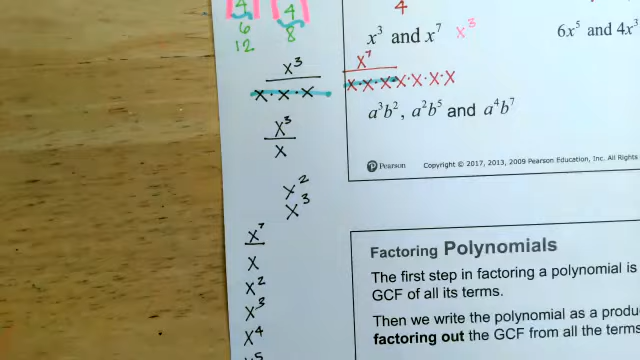 4 4
6 8
12
4
x³ and x⁷ x³
6x⁵ and 4x³
x³
x·x·x
x⁷
x·x·x·x·x·x·x
a³b², a²b⁵ and a⁴b⁷
x³
x
x²
x³
Pearson Copyright © 2017, 2013, 2009 Pearson Education, Inc. All Rights
x⁷
x
x²
x³
x⁴
Factoring Polynomials
The first step in factoring a polynomial is
GCF of all its terms.
Then we write the polynomial as a
factoring out the GCF from all the terms